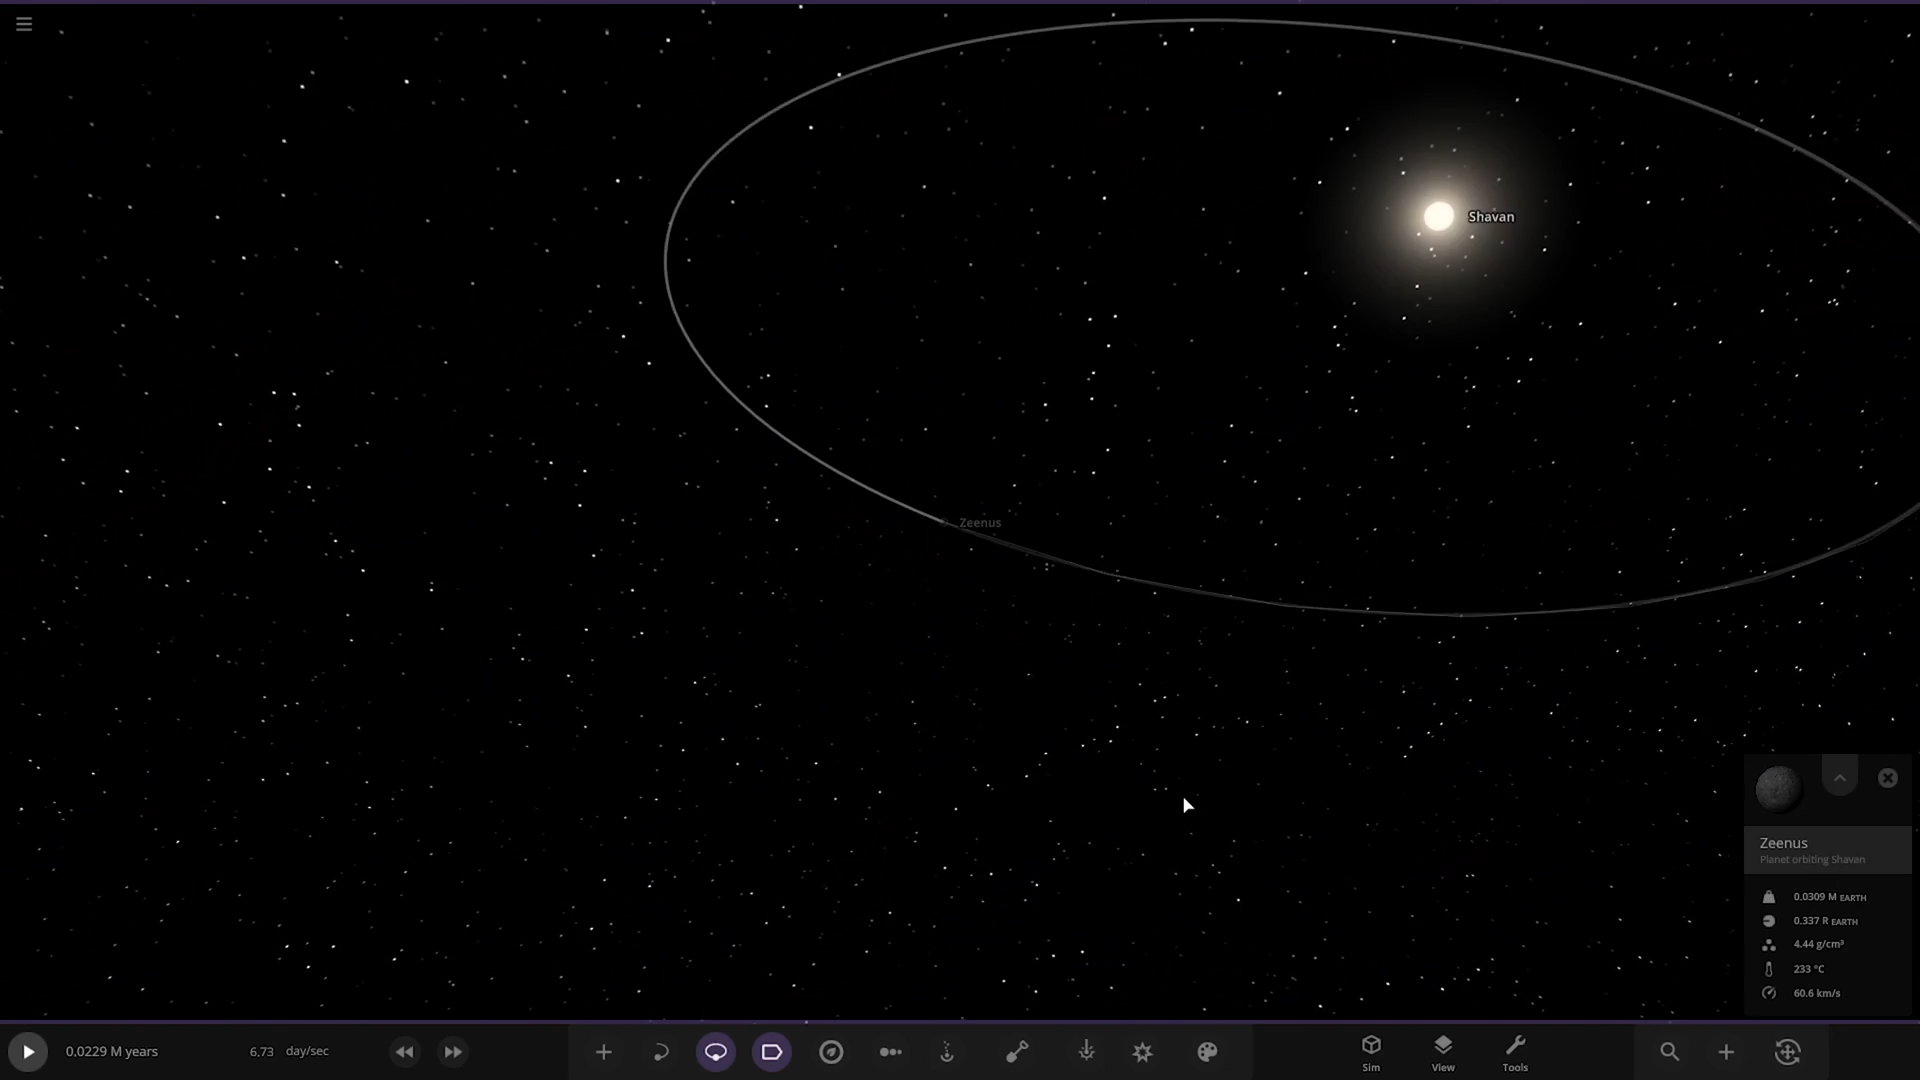 Shavan
Zeenus
Zeenus
Planet orbiting Shavan
0.0309 M EARTH
0.337 R EARTH
4.44 g/cm³
233 °C
60.6 km/s
0.0229 M years
6.73 day/sec
Sim
View
Tools